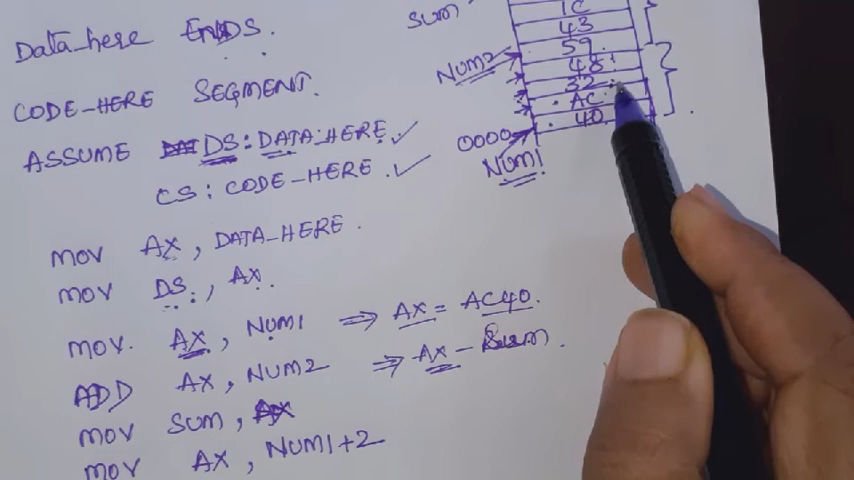 Data_here ENDS.
CODE-HERE SEGMENT.
ASSUME DS: DATA-HERE
CS: CODE-HERE
MOV AX, DATA-HERE.
MOV DS, AX.
MOV. AX, NUM1 ⇒ AX = AC40.
ADD AX, NUM2 ⇒ AX - Sum.
MOV SUM, AX
MOV AX, NUM1+2
SUM
1C
43
59
NUM2
48
32
AC
0000
40
NUM1